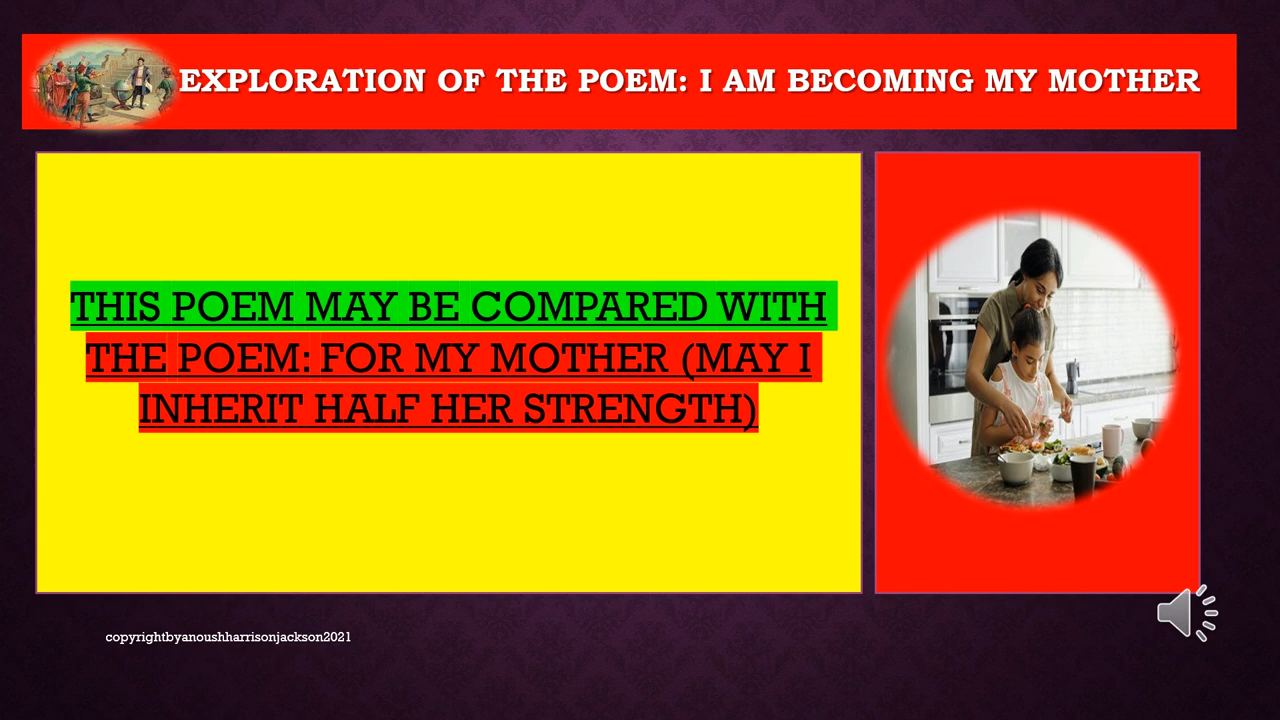 EXPLORATION OF THE POEM: I AM BECOMING MY MOTHER
THIS POEM MAY BE COMPARED WITH
THE POEM: FOR MY MOTHER (MAY I
INHERIT HALF HER STRENGTH)
copyrightbyanoushharrisonjackson2021